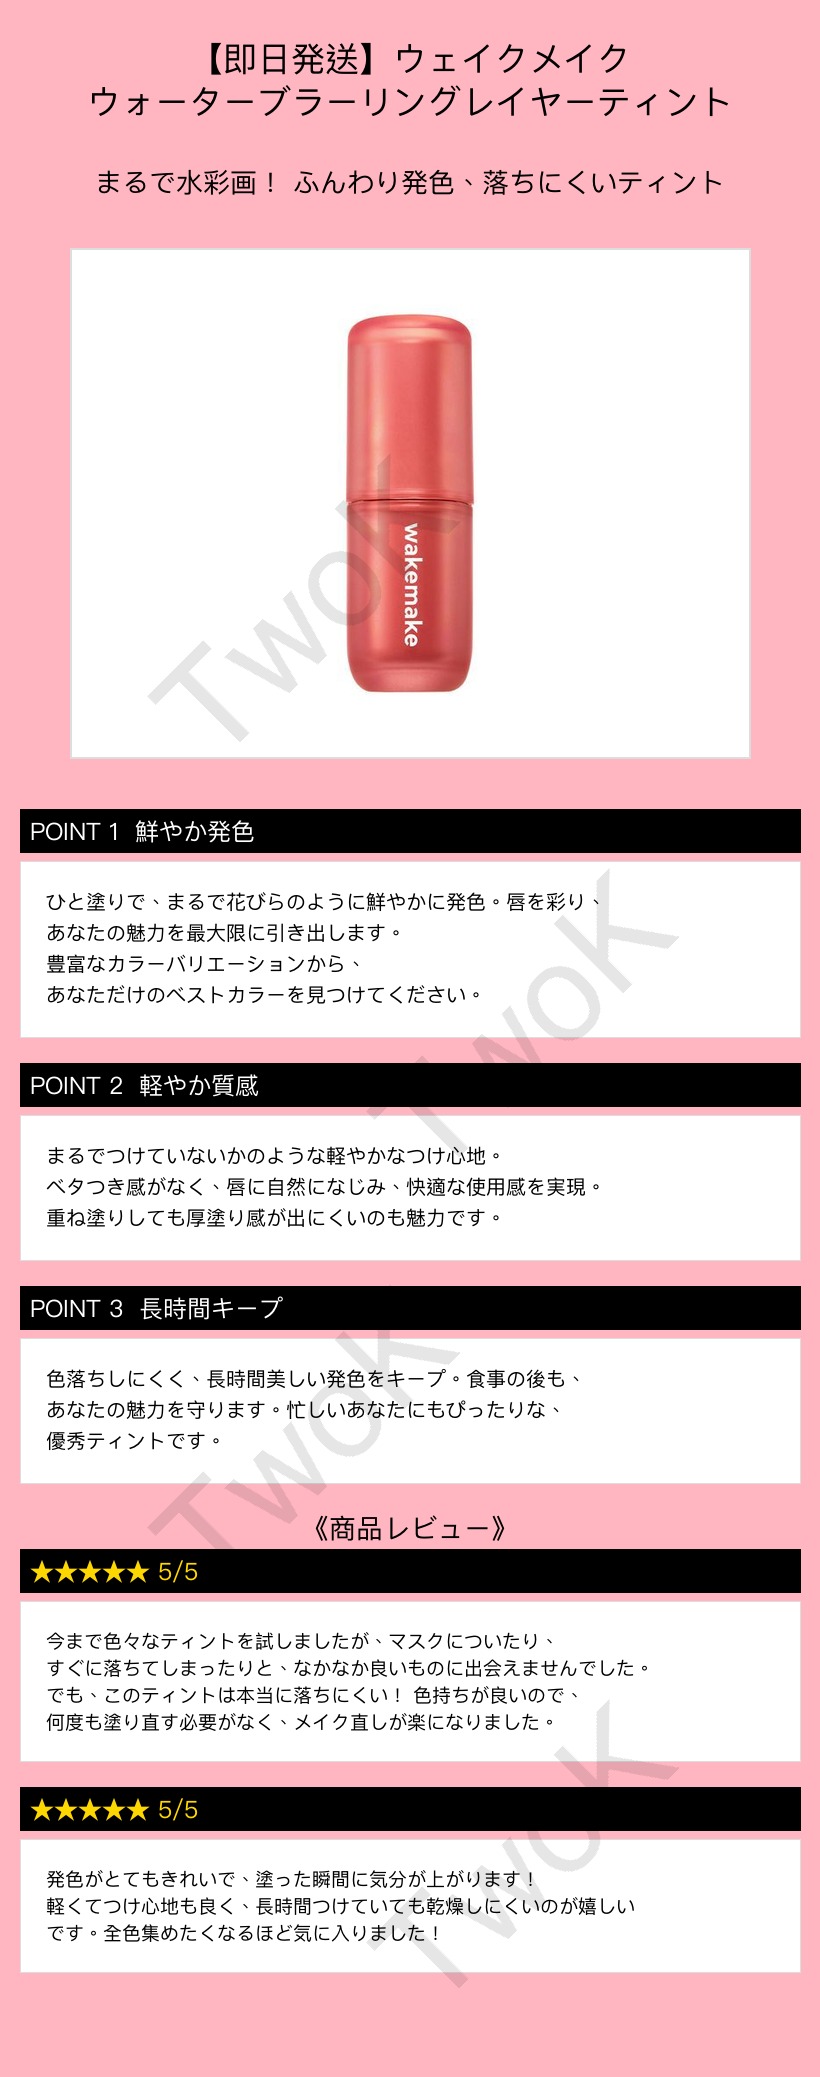 【即日発送】ウェイクメイク
ウォーターブラーリングレイヤーティント
まるで水彩画！ ふんわり発色、落ちにくいティント
wakemake
TwoK
POINT 1 鮮やか発色
ひと塗りで、まるで花びらのように鮮やかに発色。唇を彩り、
あなたの魅力を最大限に引き出します。
豊富なカラーバリエーションから、
あなただけのベストカラーを見つけてください。
TwoK
POINT 2 軽やか質感
まるでつけていないかのような軽やかなつけ心地。
ベタつき感がなく、唇に自然になじみ、快適な使用感を実現。
重ね塗りしても厚塗り感が出にくいのも魅力です。
POINT 3 長時間キープ
色落ちしにくく、長時間美しい発色をキープ。食事の後も、
あなたの魅力を守ります。忙しいあなたにもぴったりな、
優秀ティントです。
TwoK
《商品レビュー》
★★★★★ 5/5
今まで色々なティントを試しましたが、マスクについたり、
すぐに落ちてしまったりと、なかなか良いものに出会えませんでした。
でも、このティントは本当に落ちにくい！ 色持ちが良いので、
何度も塗り直す必要がなく、メイク直しが楽になりました。
★★★★★ 5/5
発色がとてもきれいで、塗った瞬間に気分が上がります！
軽くてつけ心地も良く、長時間つけていても乾燥しにくいのが嬉しい
です。全色集めたくなるほど気に入りました！
TwoK